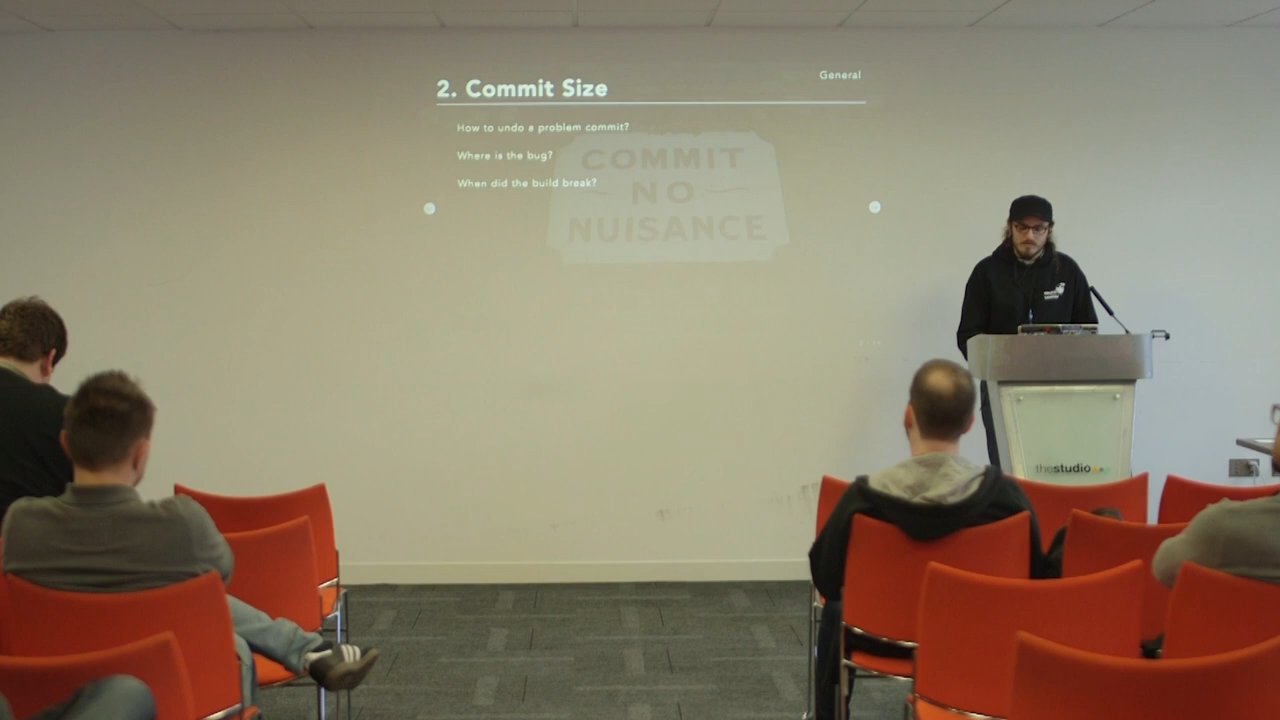 General
2. Commit Size
How to undo a problem commit?
Where is the bug?
When did the build break?
COMMIT
NO
NUISANCE
thestudio